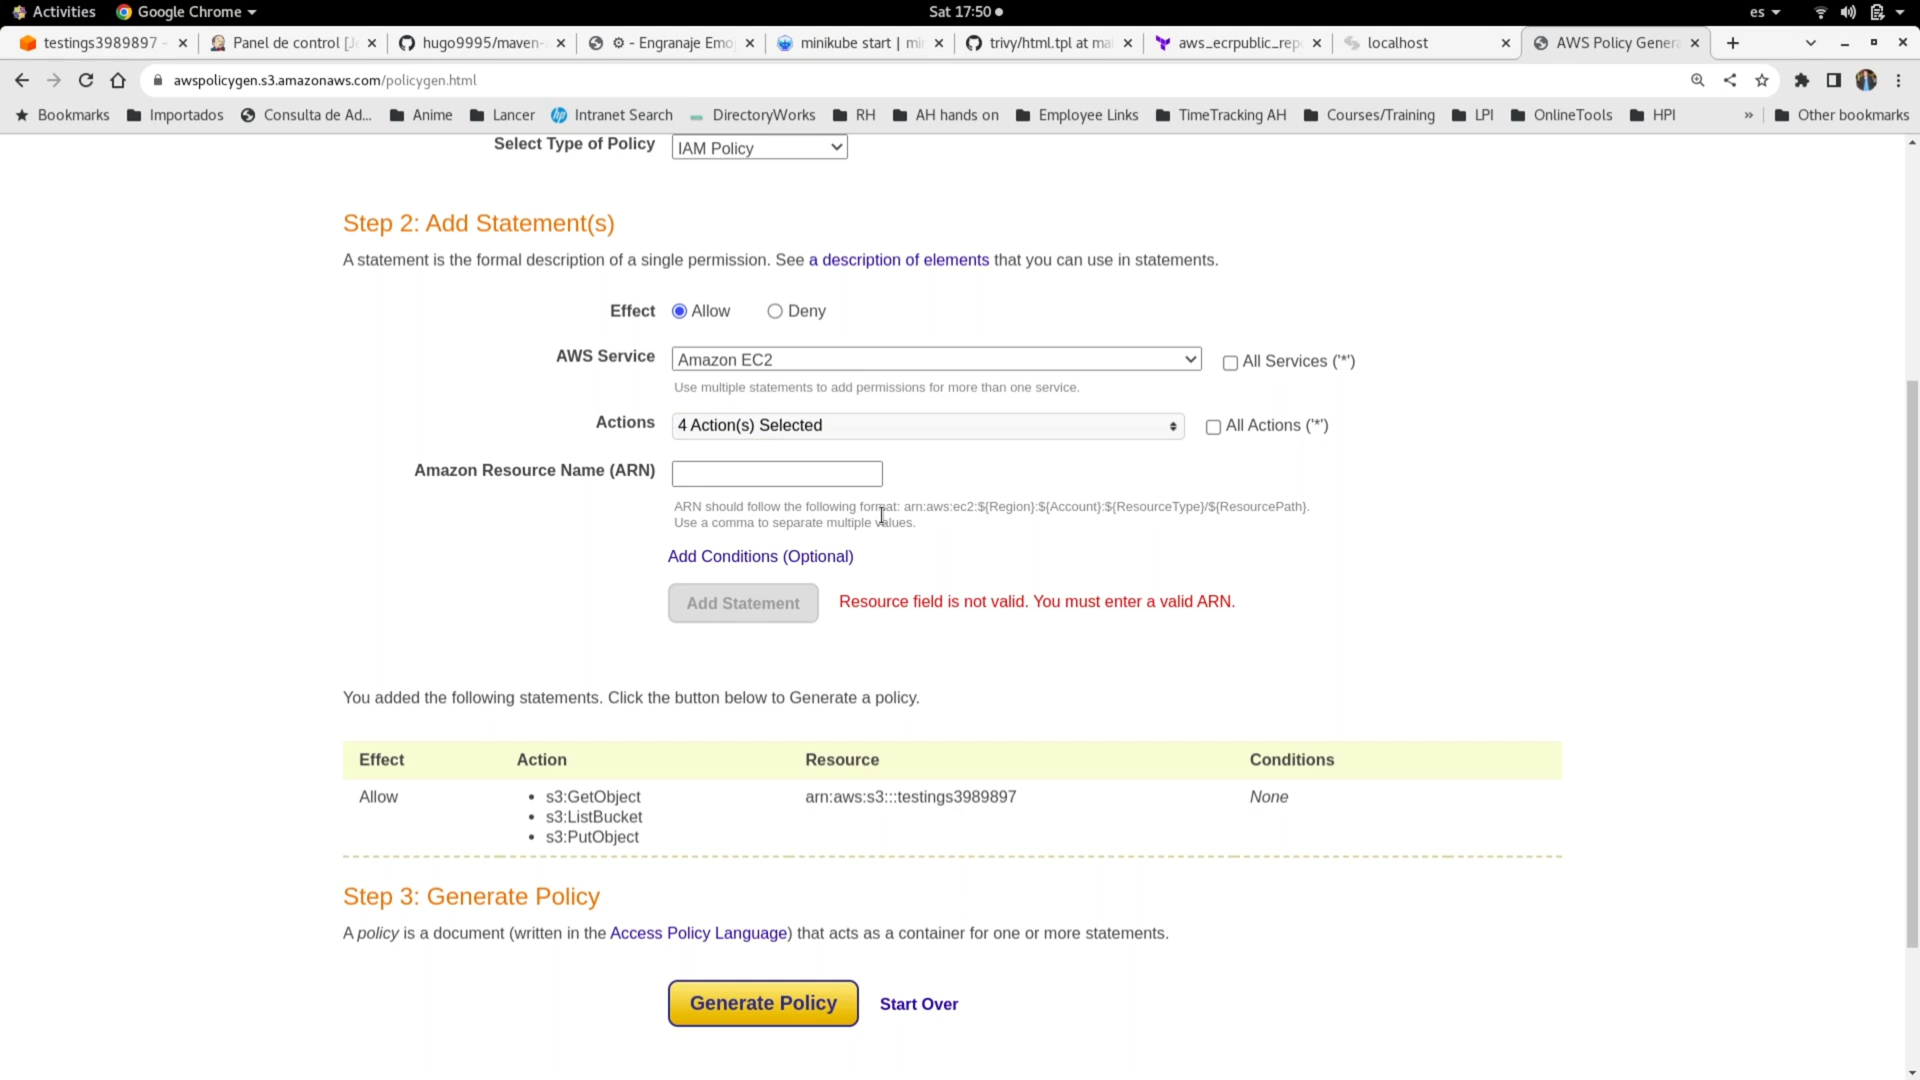 Activities Google Chrome Sat 17:50 es
testings3989897 - Panel de control [Je hugo9995/maven- ⚙ - Engranaje Emo minikube start | mi trivy/html.tpl at ma aws_ecrpublic_rep localhost AWS Policy Genera
awspolicygen.s3.amazonaws.com/policygen.html
Bookmarks Importados Consulta de Ad... Anime Lancer Intranet Search DirectoryWorks RH AH hands on Employee Links TimeTracking AH Courses/Training LPI OnlineTools HPI » Other bookmarks
Select Type of Policy IAM Policy
Step 2: Add Statement(s)
A statement is the formal description of a single permission. See a description of elements that you can use in statements.
Effect Allow Deny
AWS Service Amazon EC2 All Services ('*')
Use multiple statements to add permissions for more than one service.
Actions 4 Action(s) Selected All Actions ('*')
Amazon Resource Name (ARN)
ARN should follow the following format: arn:aws:ec2:${Region}:${Account}:${ResourceType}/${ResourcePath}.
Use a comma to separate multiple values.
Add Conditions (Optional)
Add Statement Resource field is not valid. You must enter a valid ARN.
You added the following statements. Click the button below to Generate a policy.
Effect Action Resource Conditions
Allow • s3:GetObject arn:aws:s3:::testings3989897 None
• s3:ListBucket
• s3:PutObject
Step 3: Generate Policy
A policy is a document (written in the Access Policy Language) that acts as a container for one or more statements.
Generate Policy Start Over